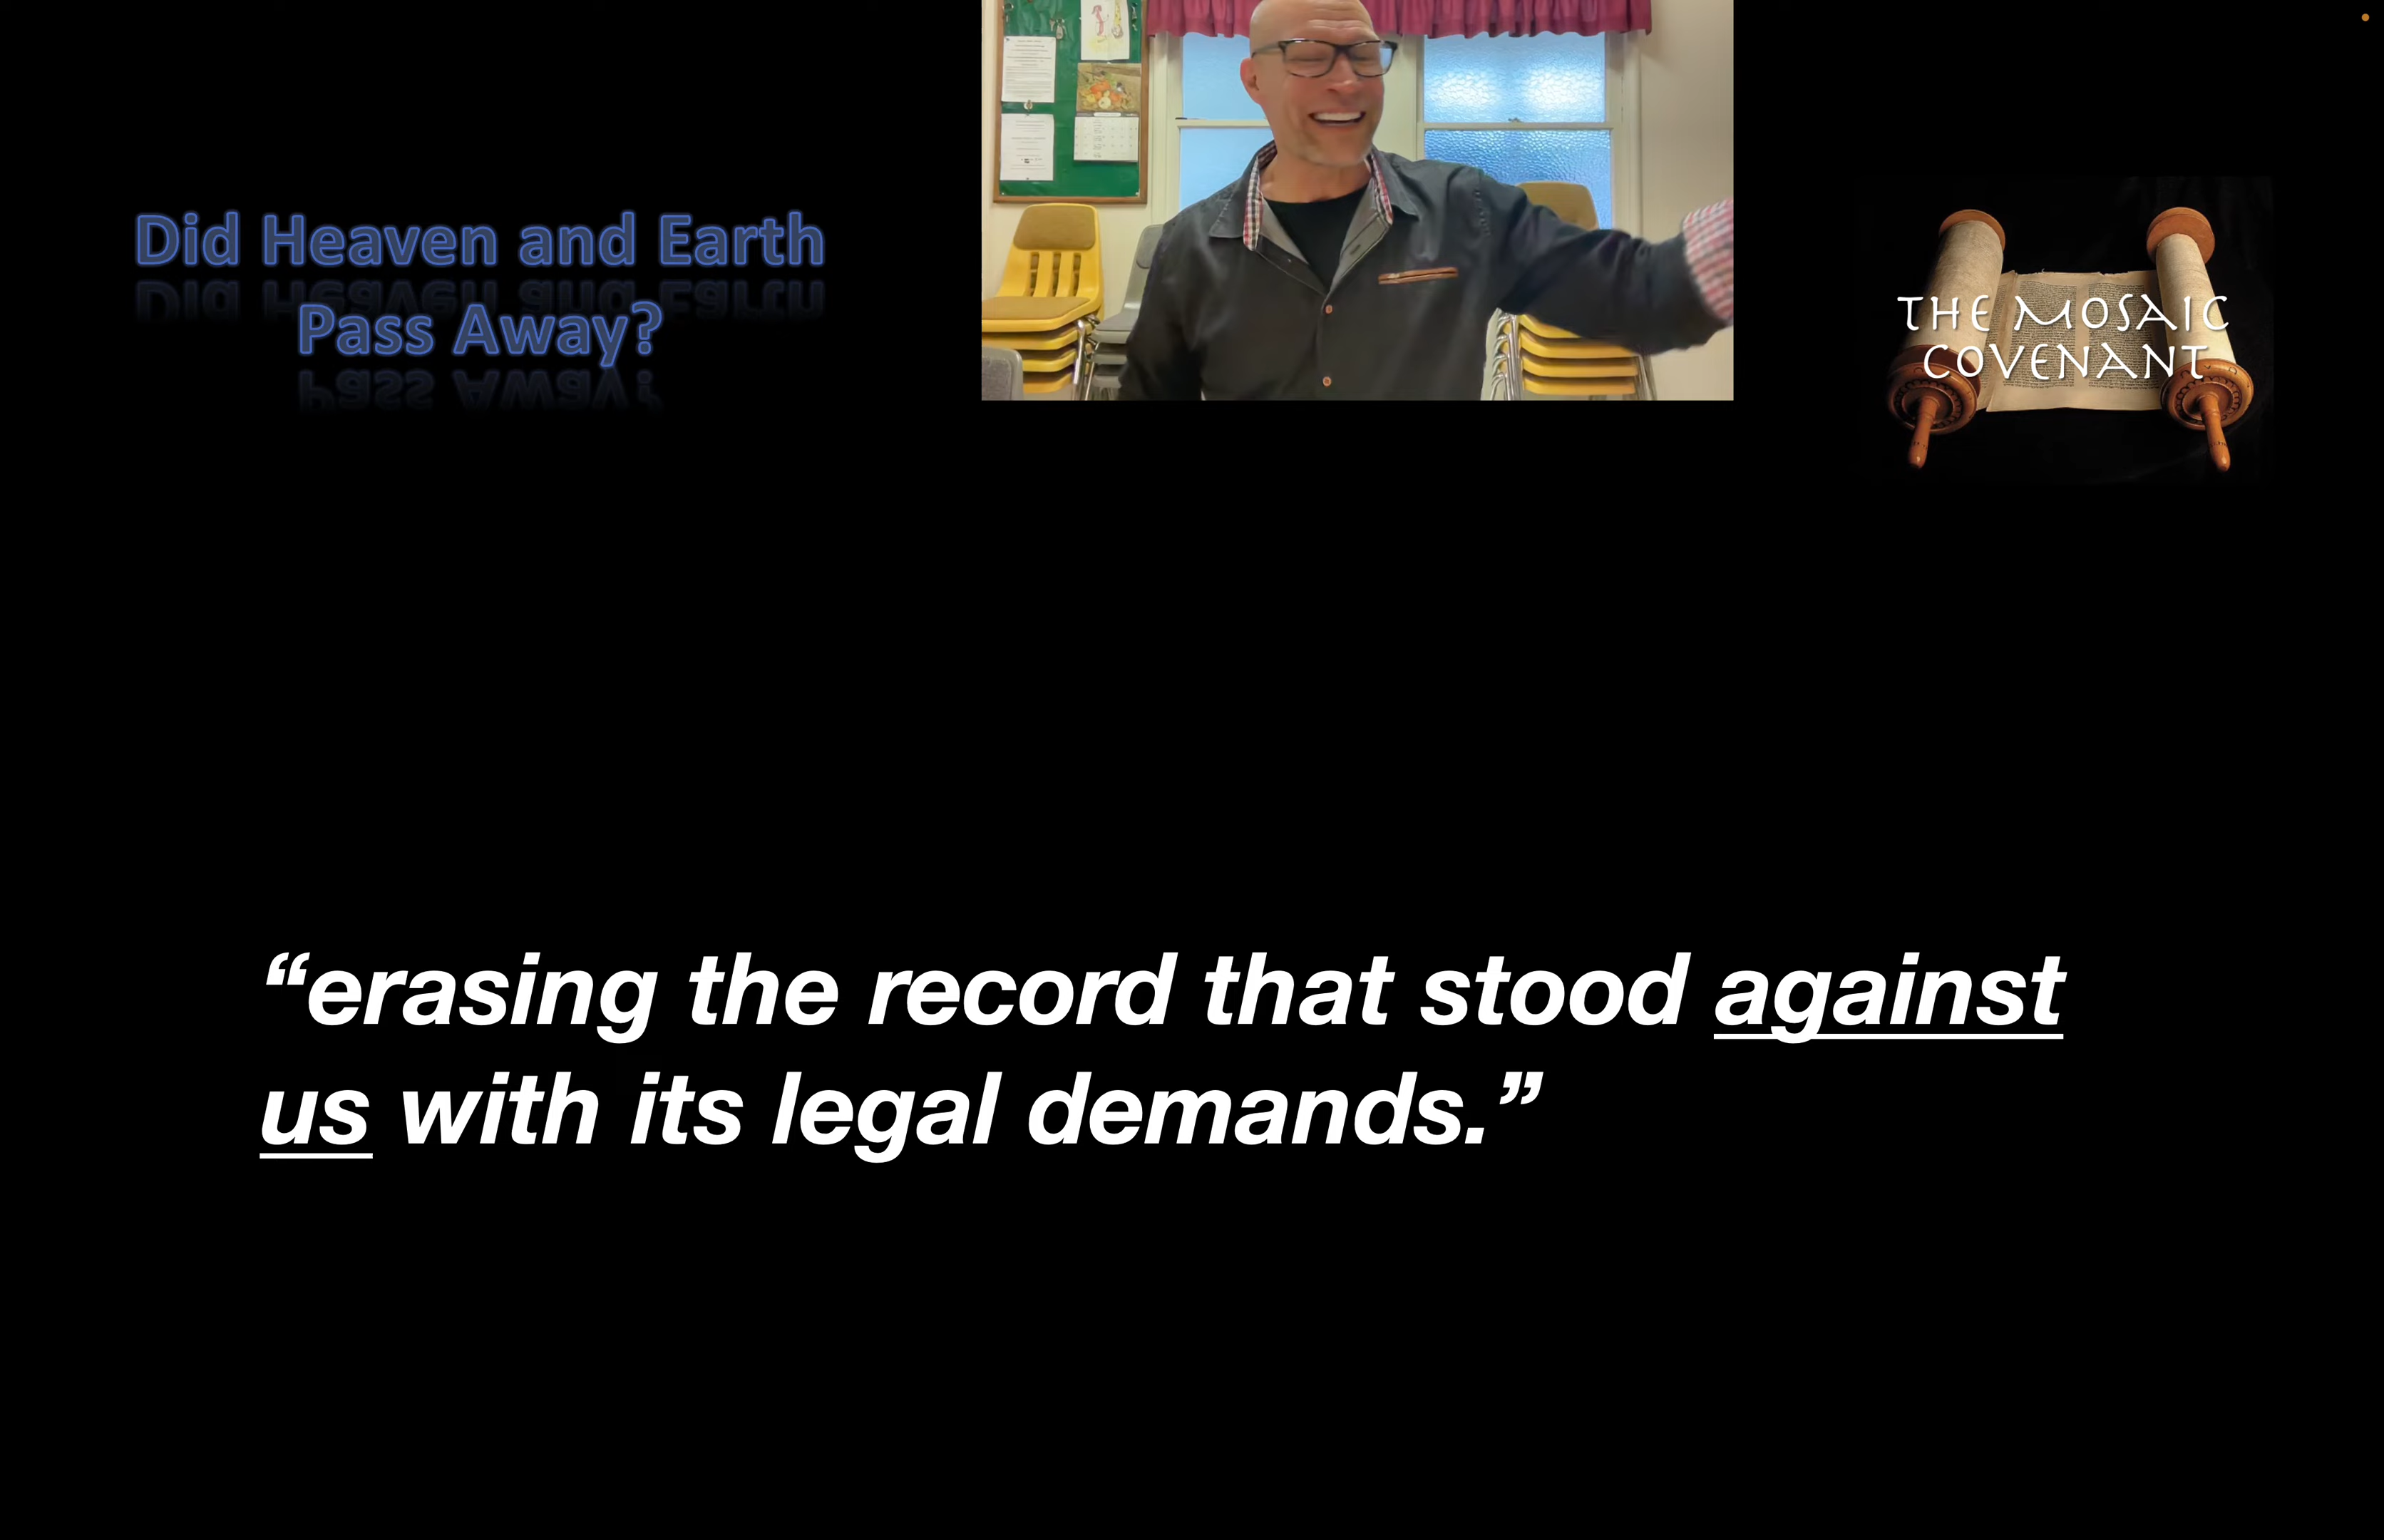 Did Heaven and Earth
Pass Away?
THE MOSAIC
COVENANT
“erasing the record that stood against
us with its legal demands.”